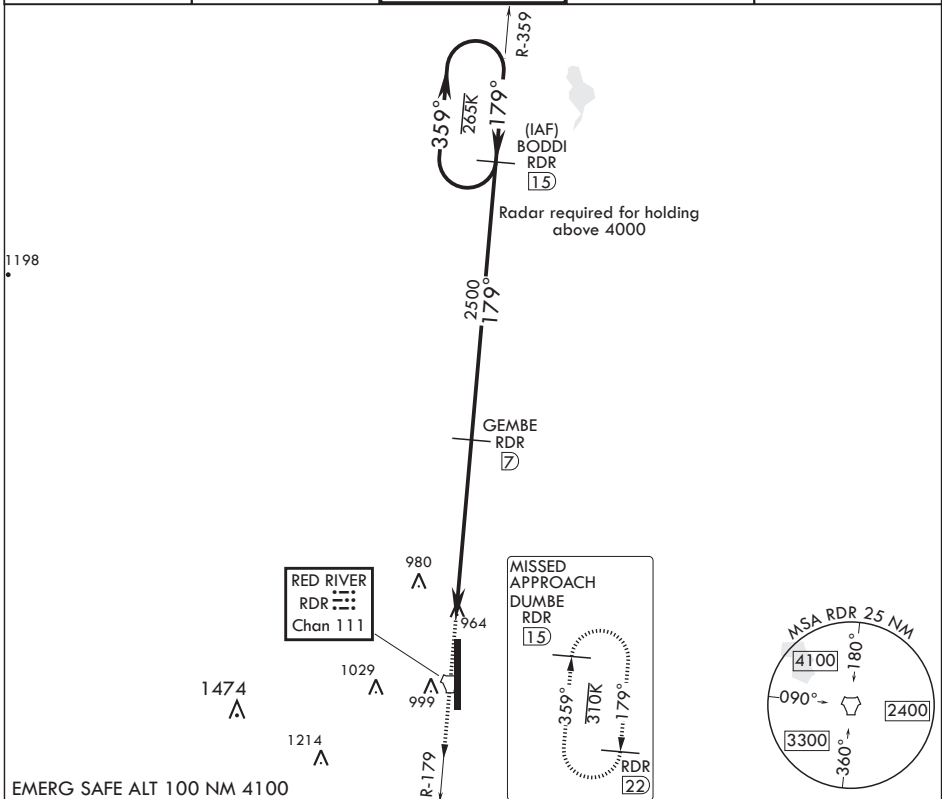 R-359
359°
265K
179°
(IAF)
BODDI
RDR
15
Radar required for holding
above 4000
1198
2500
179°
GEMBE
RDR
7
980
RED RIVER
RDR
Chan 111
964
MISSED
APPROACH
DUMBE
RDR
15
359°
310K
179°
RDR
22
MSA RDR 25 NM
4100
180°
090°
2400
3300
360°
1474
1029
999
1214
R-179
EMERG SAFE ALT 100 NM 4100